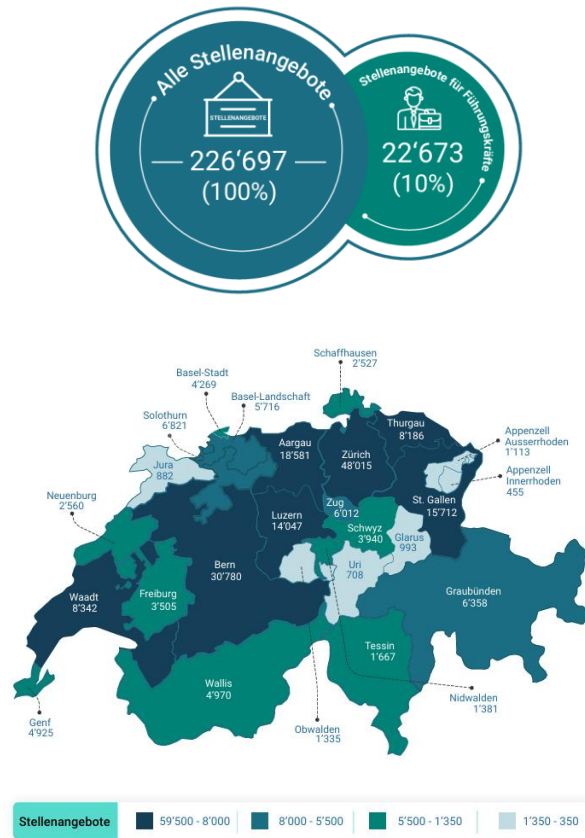 Alle Stellenangebote
STELLENANGEBOTE
226‘697
(100%)
Stellenangebote für Führungskräfte
22‘673
(10%)
Schaffhausen
2’527
Basel-Stadt
4’269
Basel-Landschaft
5’716
Solothurn
6’821
Thurgau
8’186
Aargau
18’581
Zürich
48’015
Appenzell
Ausserrhoden
1’113
Jura
882
Appenzell
Innerrhoden
455
Neuenburg
2’560
Zug
6’012
St. Gallen
15’712
Luzern
14’047
Schwyz
3’940
Glarus
993
Bern
30’780
Uri
708
Waadt
8’342
Freiburg
3’505
Graubünden
6’358
Tessin
1’667
Wallis
4’970
Nidwalden
1’381
Genf
4’925
Obwalden
1’335
Stellenangebote
59’500 - 8’000
8’000 - 5’500
5’500 - 1’350
1’350 - 350